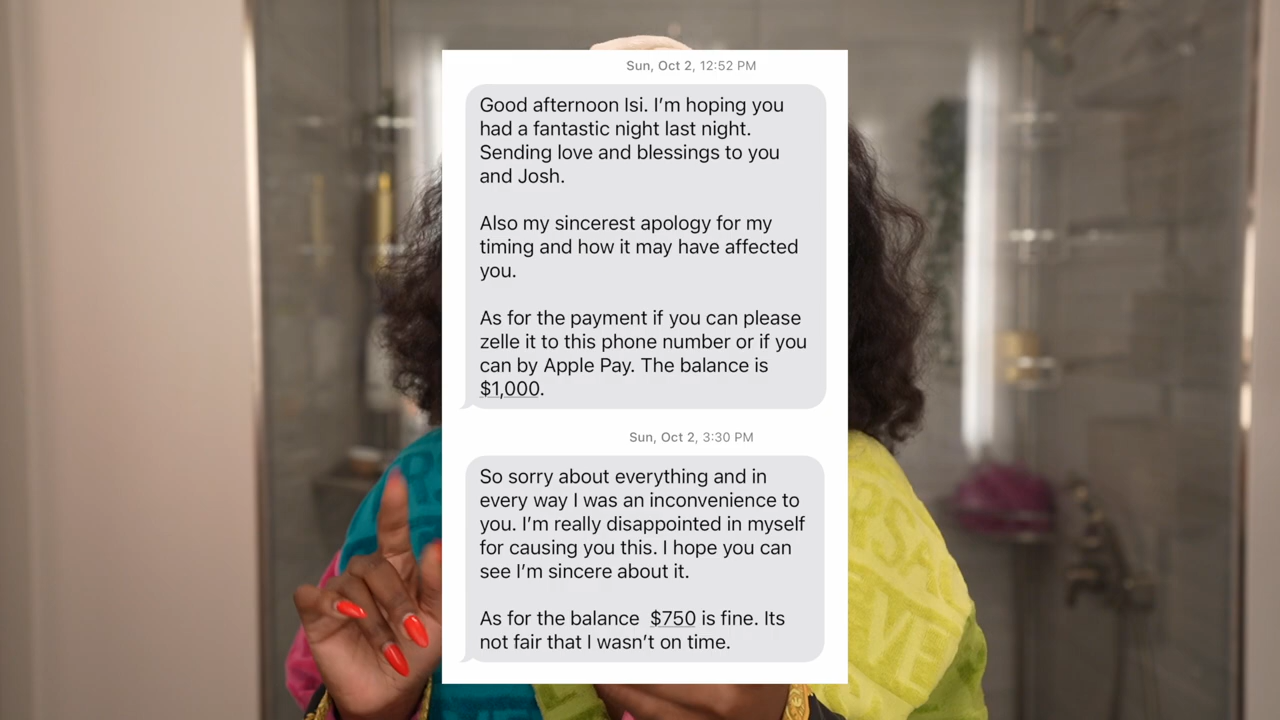 Sun, Oct 2, 12:52 PM
Good afternoon Isi. I’m hoping you
had a fantastic night last night.
Sending love and blessings to you
and Josh.
Also my sincerest apology for my
timing and how it may have affected
you.
As for the payment if you can please
zelle it to this phone number or if you
can by Apple Pay. The balance is
$1,000.
Sun, Oct 2, 3:30 PM
So sorry about everything and in
every way I was an inconvenience to
you. I’m really disappointed in myself
for causing you this. I hope you can
see I’m sincere about it.
As for the balance  $750 is fine. Its
not fair that I wasn’t on time.